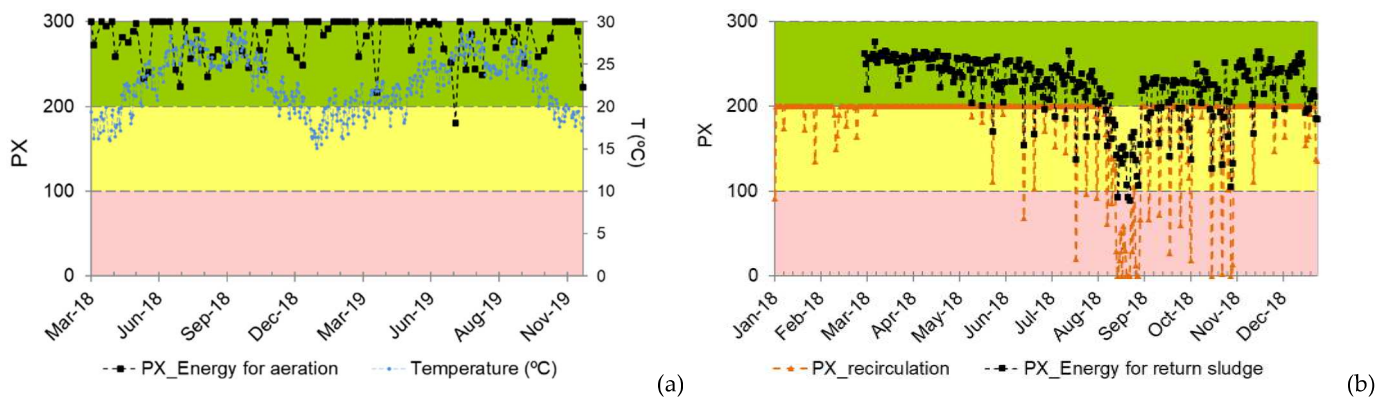 300
200
100
0
PX
30
25
20
15
10
5
0
T (ºC)
Mar-18
Jun-18
Sep-18
Dec-18
Mar-19
Jun-19
Aug-19
Nov-19
PX_Energy for aeration
Temperature (ºC)
(a)
300
200
100
0
PX
Jan-18
Feb-18
Mar-18
Apr-18
May-18
Jun-18
Jul-18
Aug-18
Sep-18
Oct-18
Nov-18
Dec-18
PX_recirculation
PX_Energy for return sludge
(b)